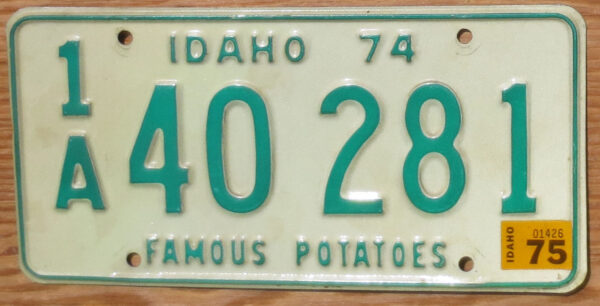 IDAHO 74
1
A
40 281
FAMOUS POTATOES
IDAHO
01426
75